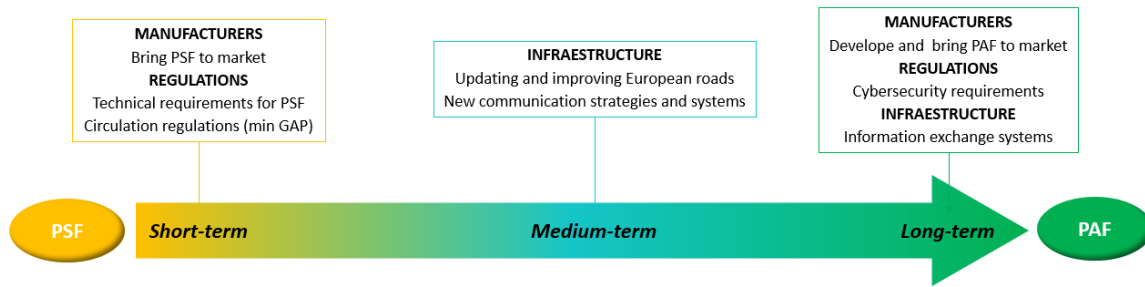 MANUFACTURERS
Bring PSF to market
REGULATIONS
Technical requirements for PSF
Circulation regulations (min GAP)
INFRAESTRUCTURE
Updating and improving European roads
New communication strategies and systems
MANUFACTURERS
Develope and bring PAF to market
REGULATIONS
Cybersecurity requirements
INFRAESTRUCTURE
Information exchange systems
PSF
Short-term
Medium-term
Long-term
PAF